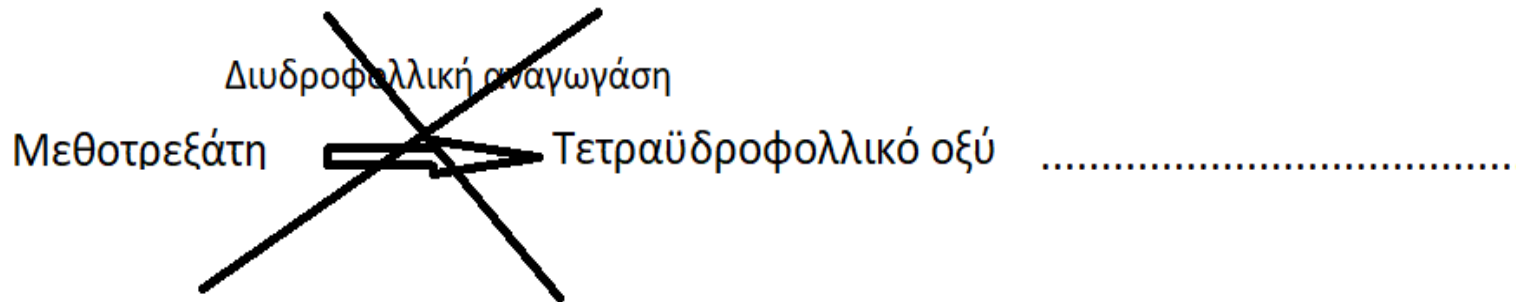 Διυδροφολλική αναγωγάση
Μεθοτρεξάτη Τετραϋδροφολλικό οξύ .......................................